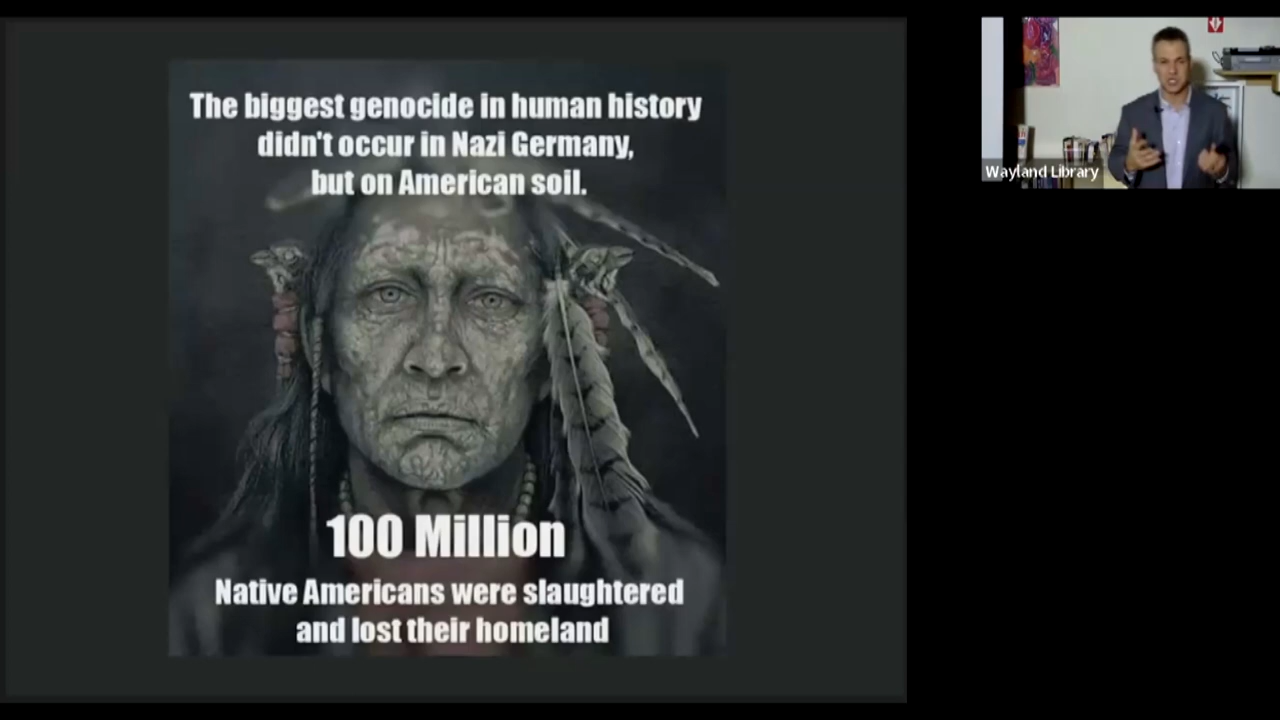 The biggest genocide in human history
didn't occur in Nazi Germany,
but on American soil.
100 Million
Native Americans were slaughtered
and lost their homeland
Wayland Library